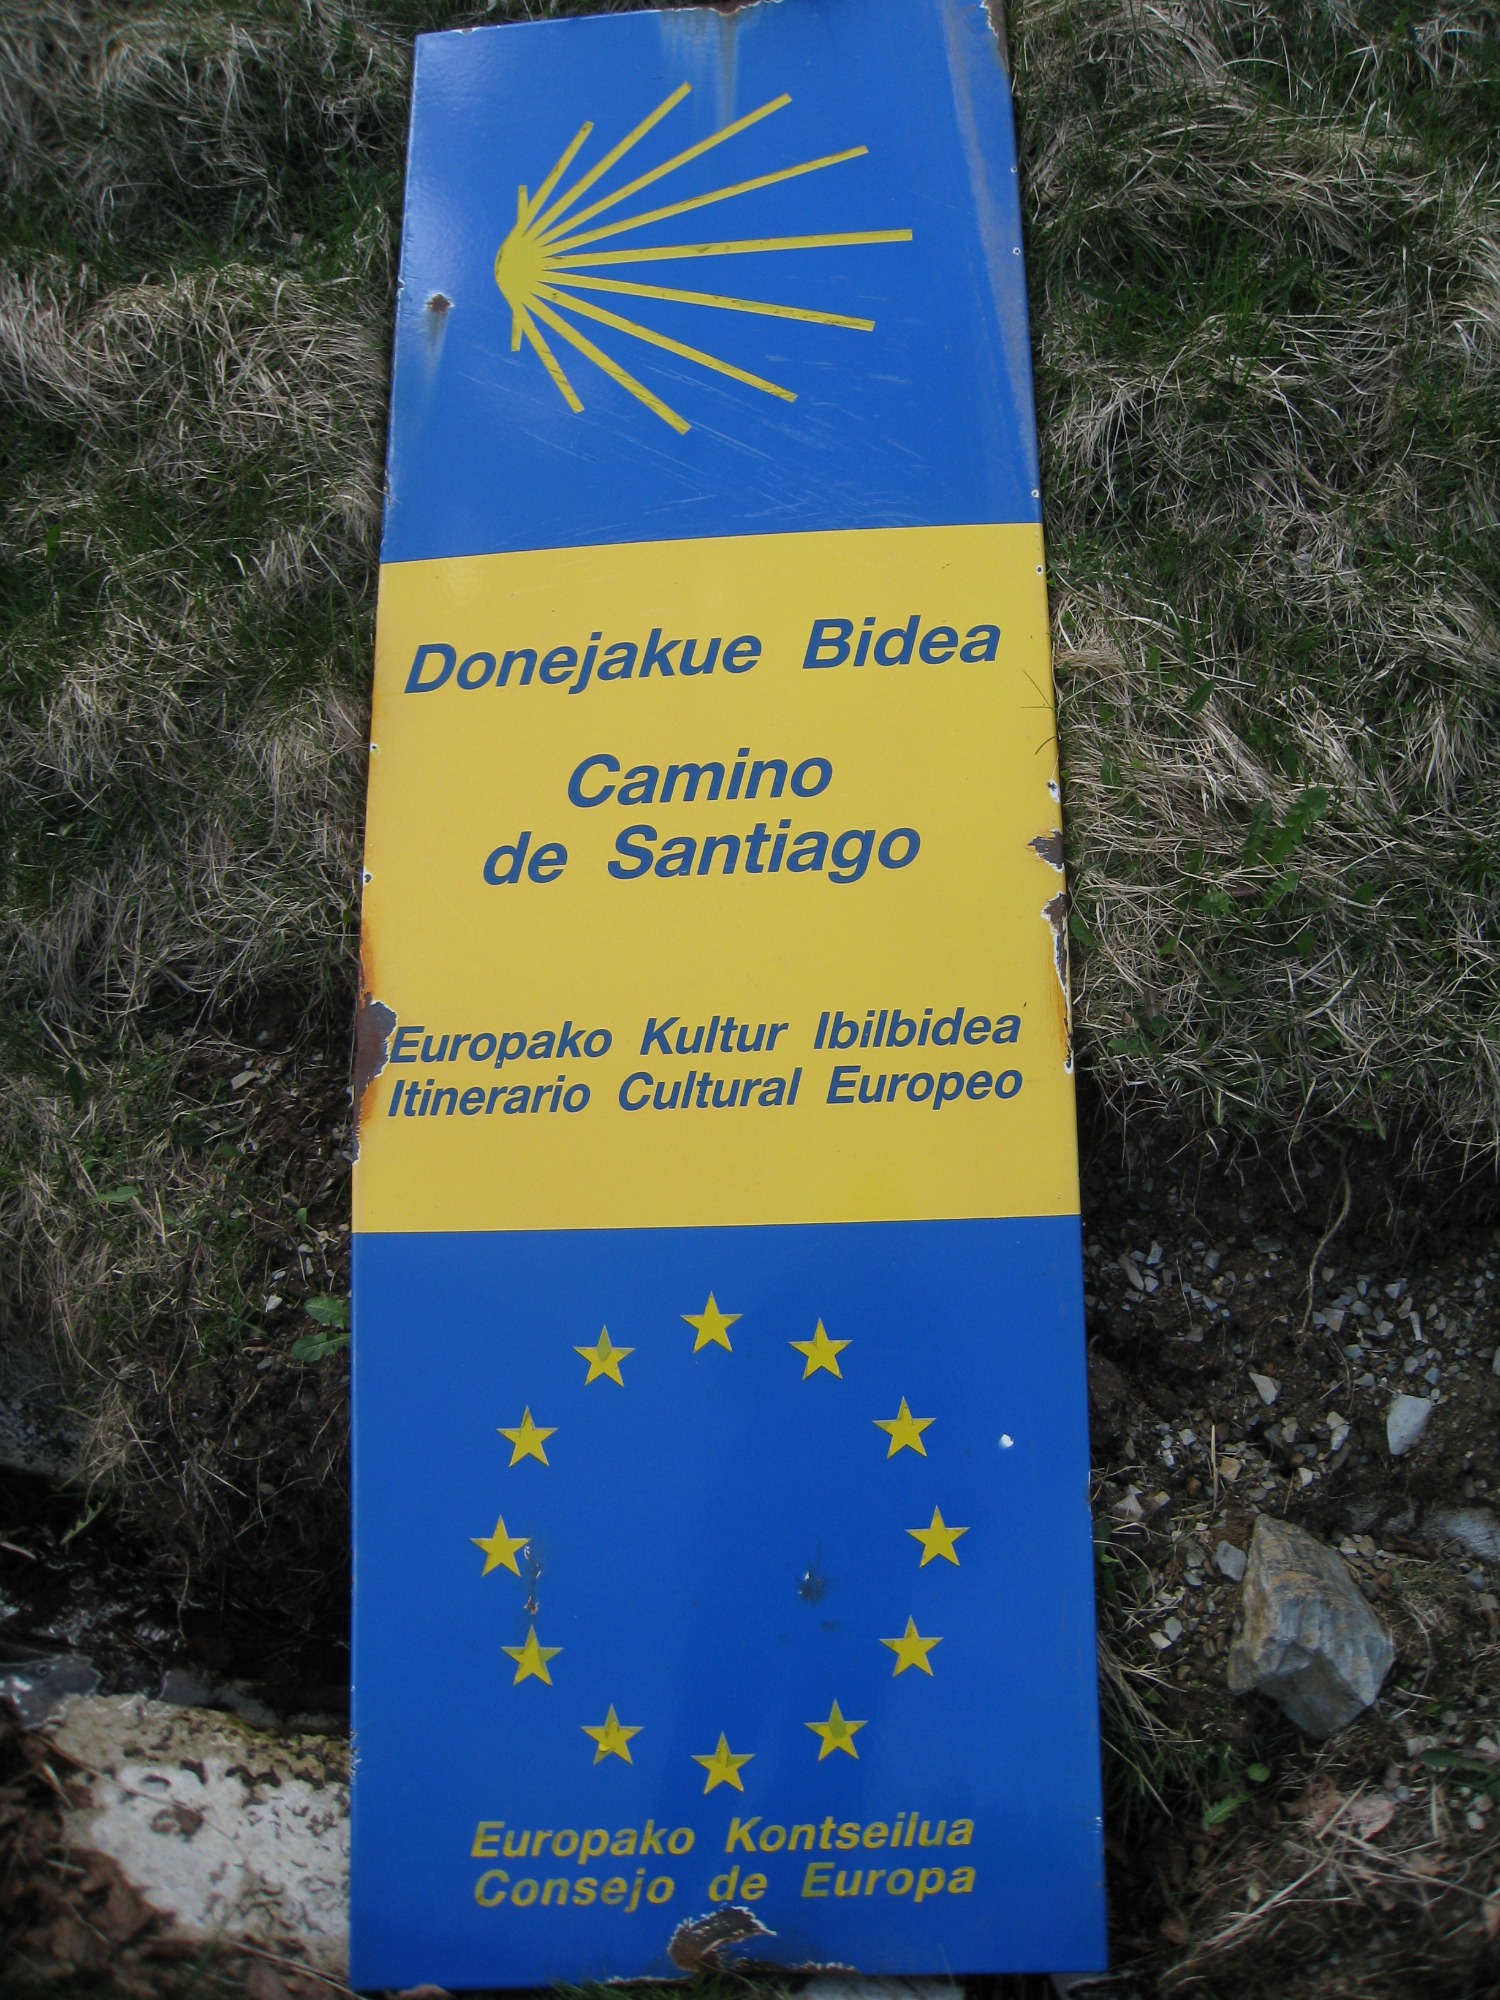 Donejakue Bidea
Camino
de Santiago
Europako Kultur Ibilbidea
Itinerario Cultural Europeo
Europako Kontseilua
Consejo de Europa